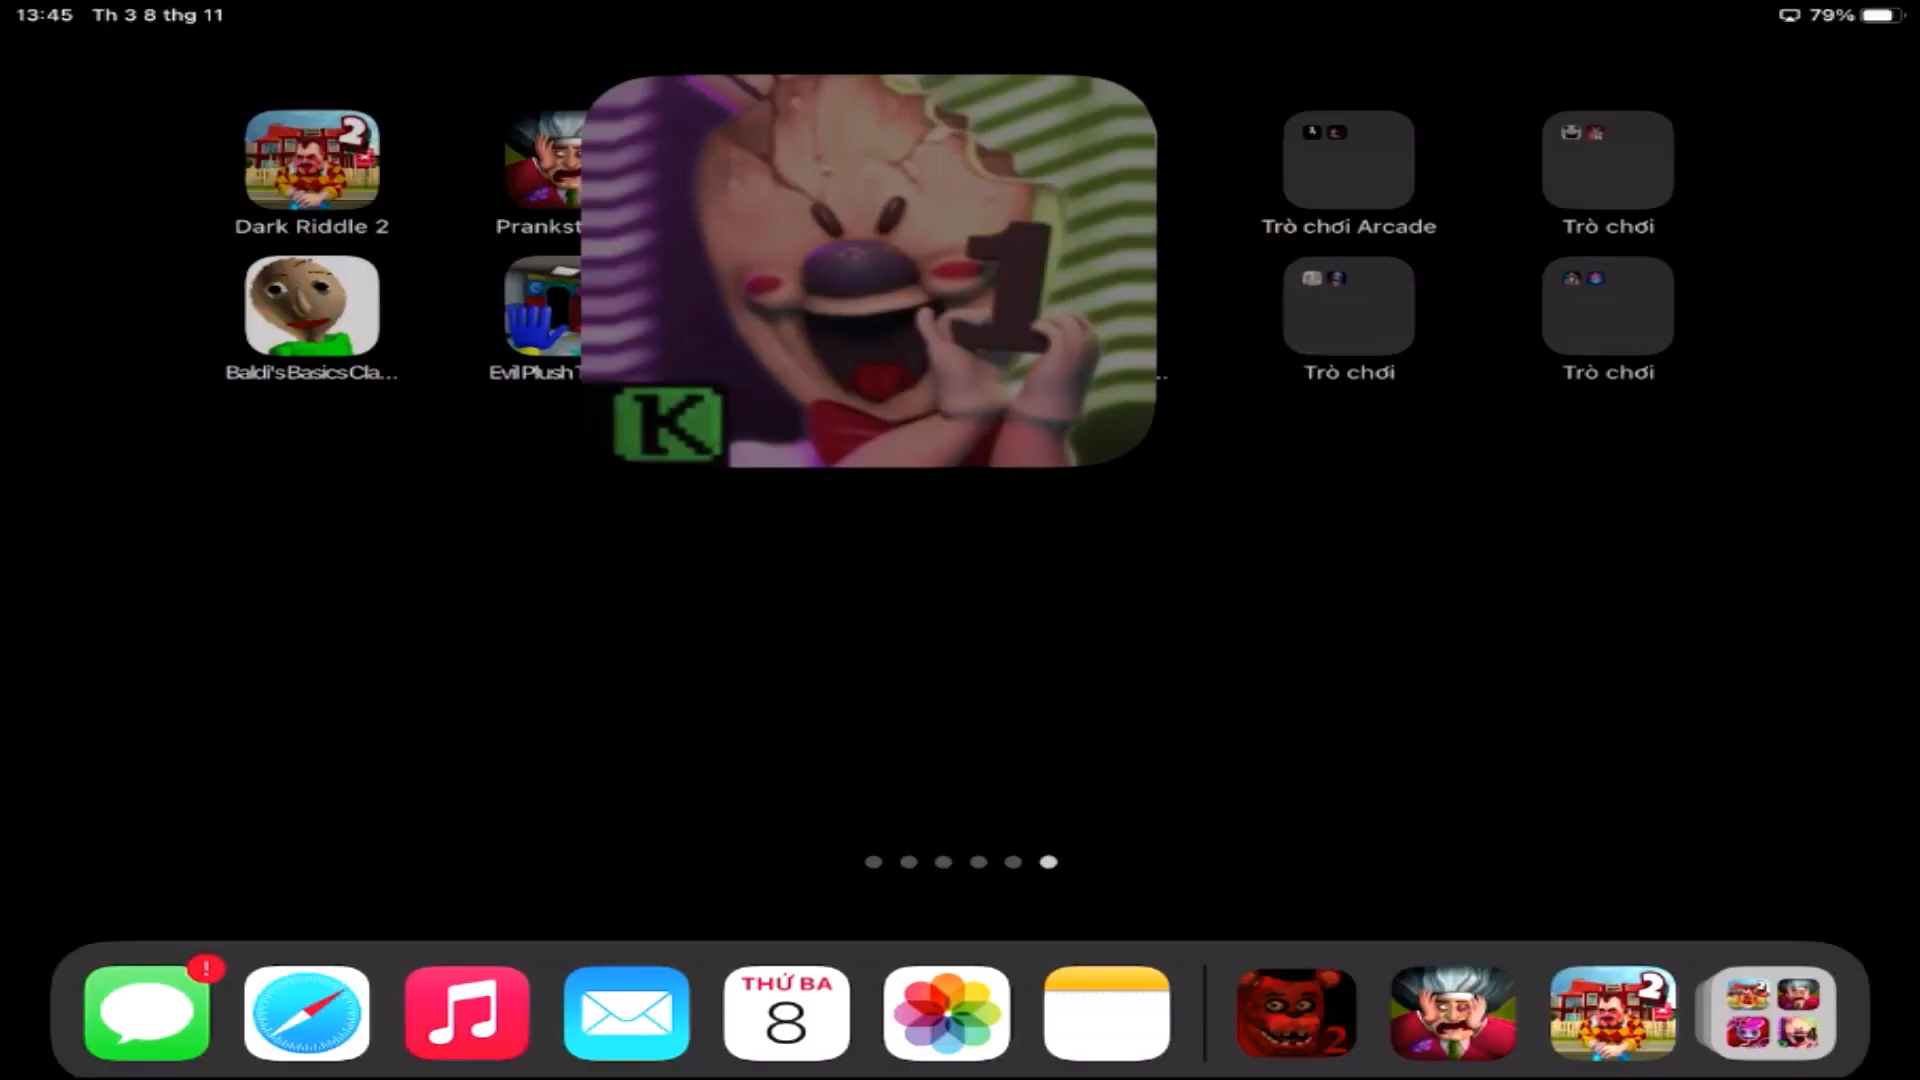 13:45 Th 3 8 thg 11
79%
2
Dark Riddle 2
Prankst
1
K
Trò chơi Arcade
Trò chơi
Baldi's Basics Cla...
Evil Plush T
..
Trò chơi
Trò chơi
!
THỨ BA
8
2
2